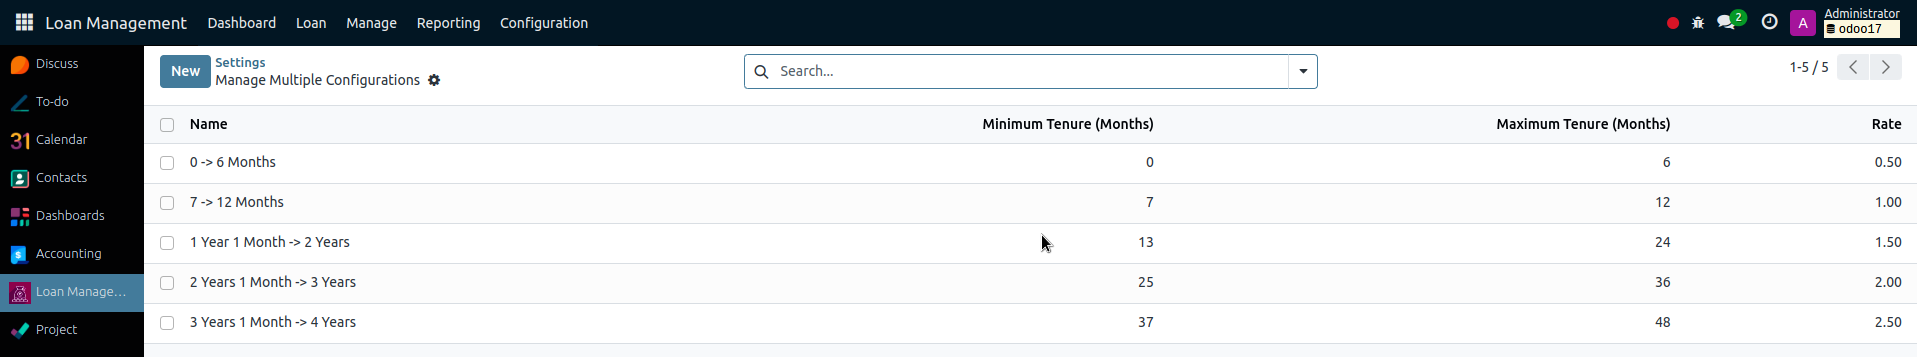 Loan Management Dashboard Loan Manage Reporting Configuration 2 A Administrator
odoo17
Discuss
To-do
31 Calendar
Contacts
Dashboards
Accounting
Loan Manage...
Project
New Settings
Manage Multiple Configurations
Search...
1-5 / 5
Name Minimum Tenure (Months) Maximum Tenure (Months) Rate
0 -> 6 Months 0 6 0.50
7 -> 12 Months 7 12 1.00
1 Year 1 Month -> 2 Years 13 24 1.50
2 Years 1 Month -> 3 Years 25 36 2.00
3 Years 1 Month -> 4 Years 37 48 2.50